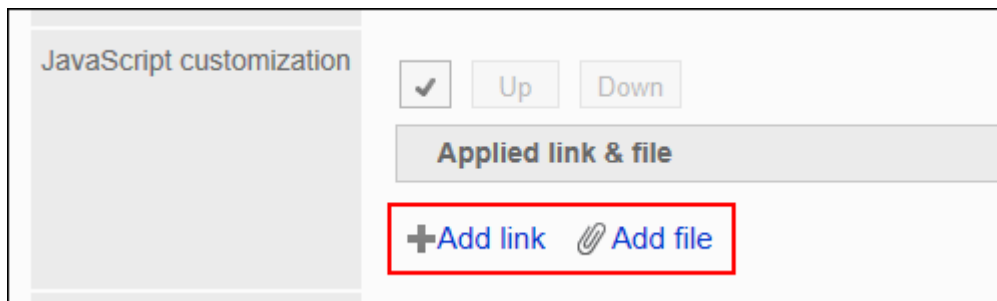 JavaScript customization
Up Down
Applied link & file
Add link Add file